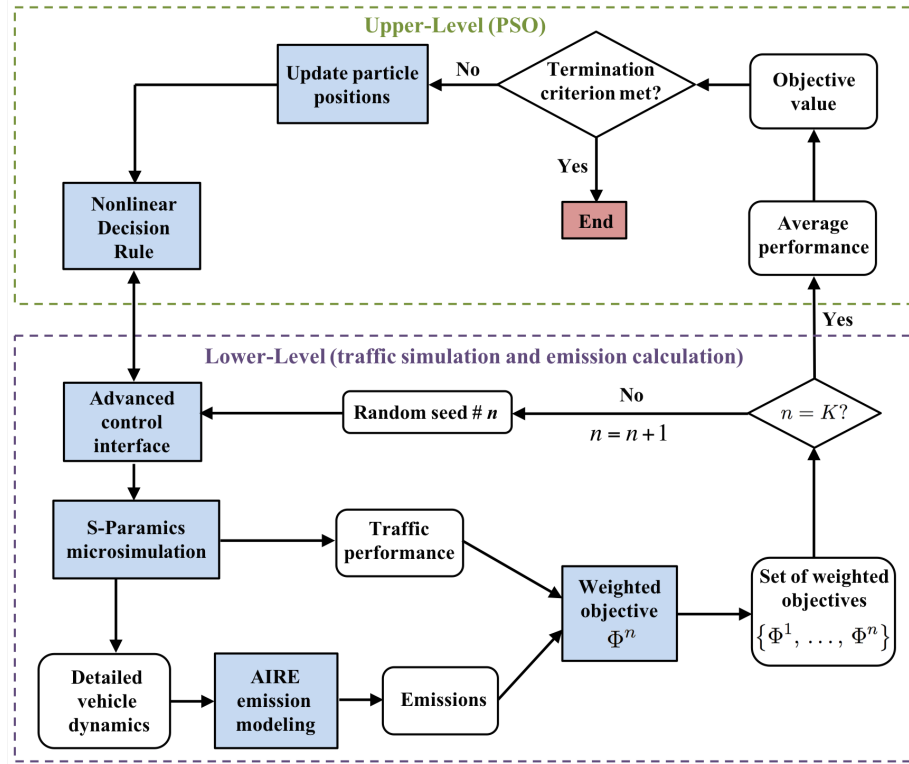 Upper-Level (PSO)
Update particle
positions
No
Termination
criterion met?
Objective
value
Yes
End
Nonlinear
Decision
Rule
Average
performance
Yes
Lower-Level (traffic simulation and emission calculation)
Advanced
control
interface
Random seed # n
No
n = n+1
n = K?
S-Paramics
microsimulation
Traffic
performance
Weighted
objective
Φ^n
Set of weighted
objectives
{Φ^1, …, Φ^n}
Detailed
vehicle
dynamics
AIRE
emission
modeling
Emissions